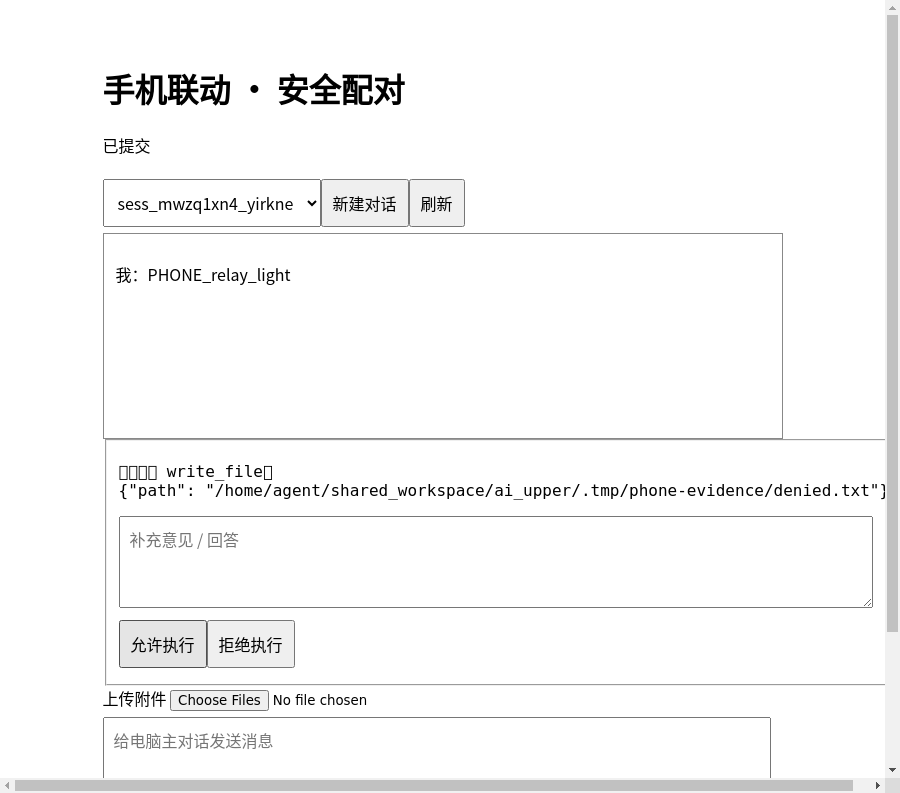 手机联动 · 安全配对
已提交
sess_mwzq1xn4_yirkne
新建对话
刷新
我：PHONE_relay_light
write_file
{"path": "/home/agent/shared_workspace/ai_upper/.tmp/phone-evidence/denied.txt"}
补充意见 / 回答
允许执行
拒绝执行
上传附件 Choose Files No file chosen
给电脑主对话发送消息